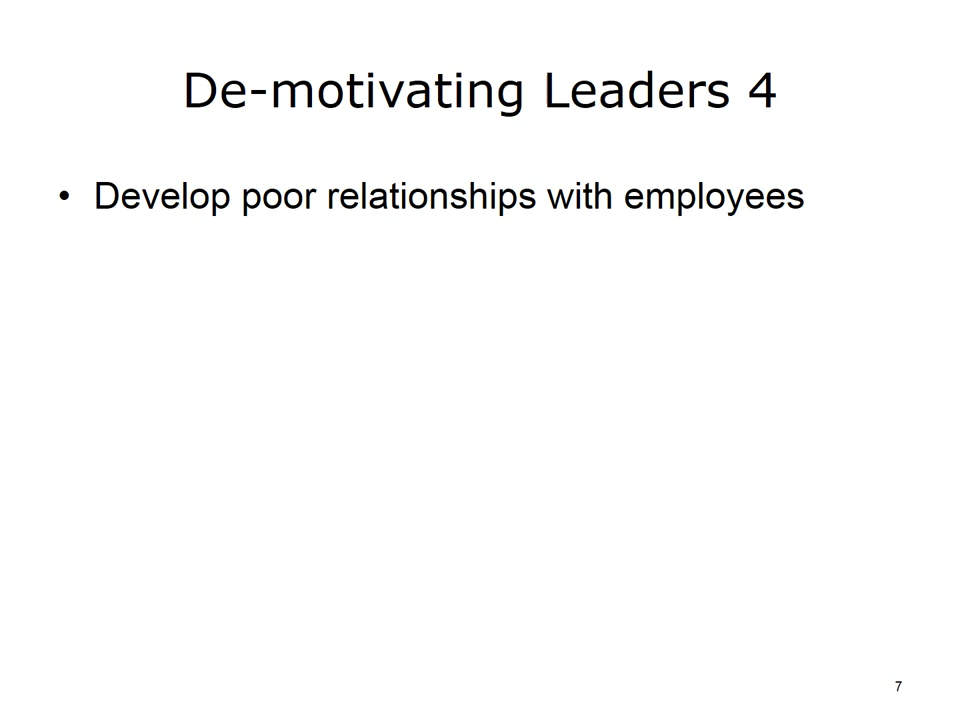 De-motivating Leaders 4
• Develop poor relationships with employees
7